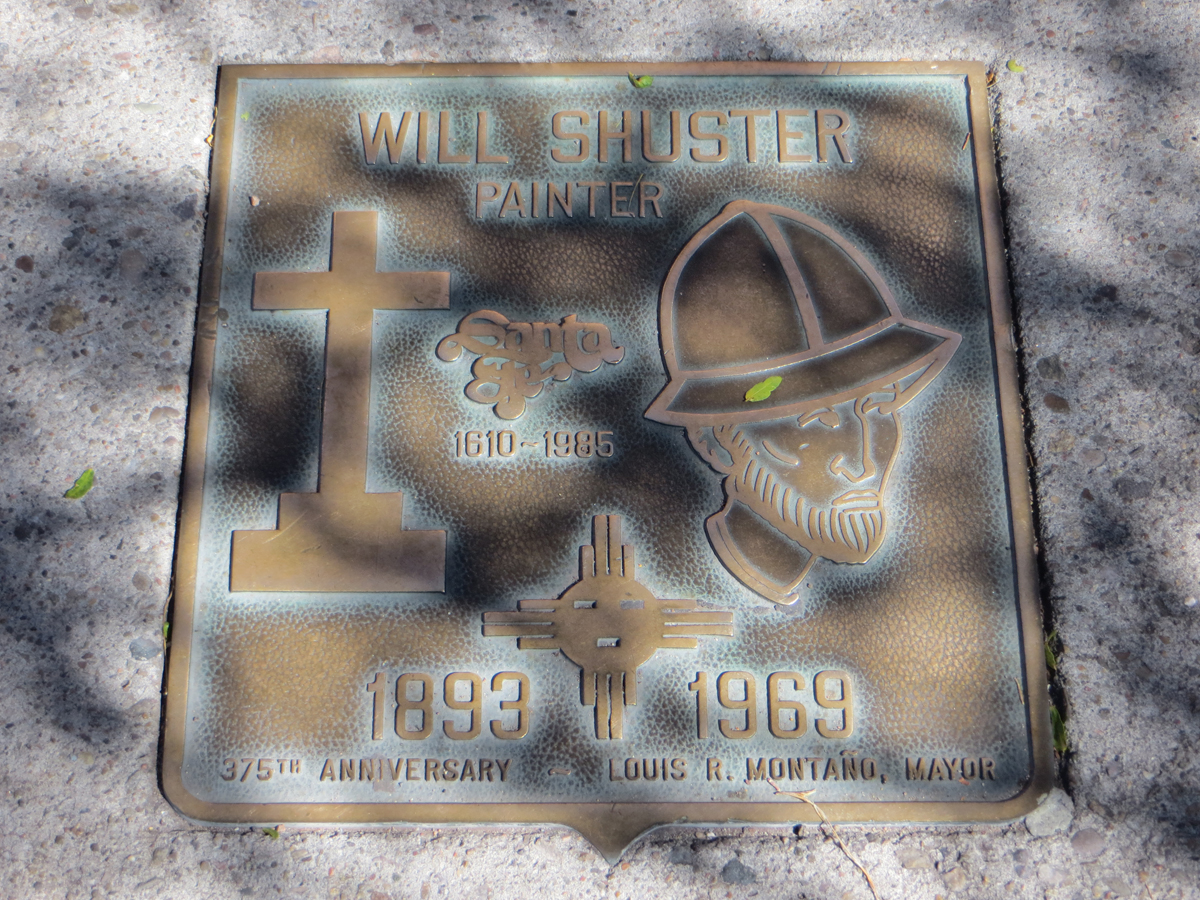 WILL SHUSTER
PAINTER
Santa
Fe
1610~1985
1893 1969
375TH ANNIVERSARY - LOUIS R. MONTAÑO, MAYOR